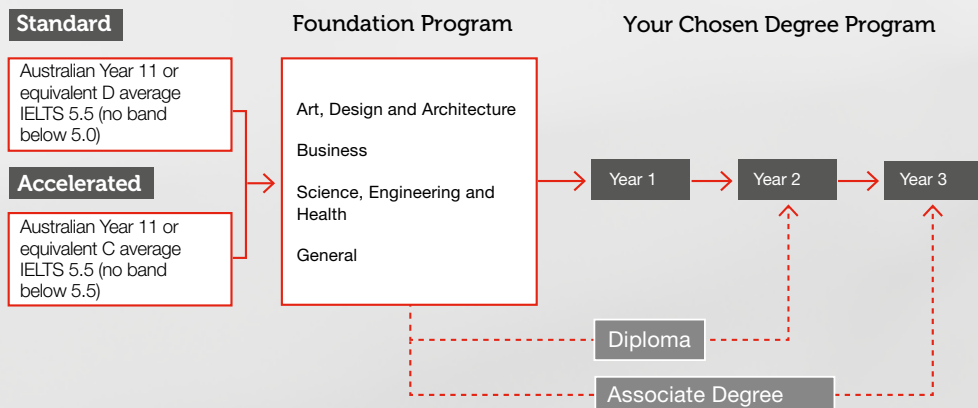 Standard
Australian Year 11 or
equivalent D average
IELTS 5.5 (no band
below 5.0)
Accelerated
Australian Year 11 or
equivalent C average
IELTS 5.5 (no band
below 5.5)
Foundation Program
Art, Design and Architecture
Business
Science, Engineering and
Health
General
Your Chosen Degree Program
Year 1
Year 2
Year 3
Diploma
Associate Degree